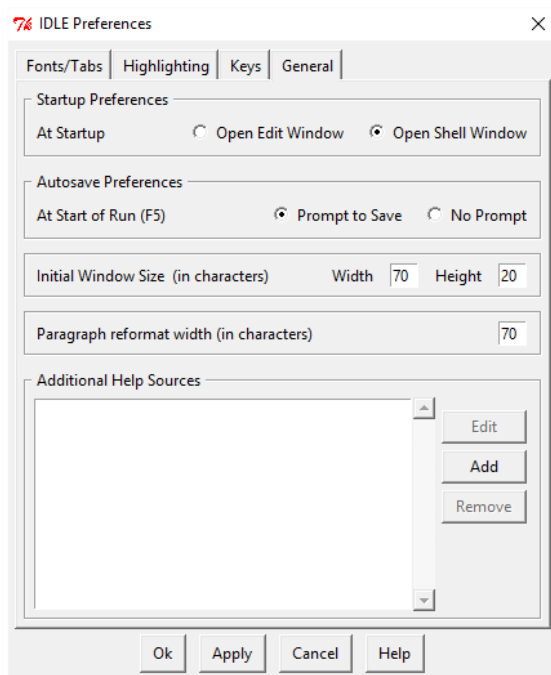 IDLE Preferences
Fonts/Tabs Highlighting Keys General
Startup Preferences
At Startup Open Edit Window Open Shell Window
Autosave Preferences
At Start of Run (F5) Prompt to Save No Prompt
Initial Window Size (in characters) Width 70 Height 20
Paragraph reformat width (in characters) 70
Additional Help Sources
Edit
Add
Remove
Ok Apply Cancel Help